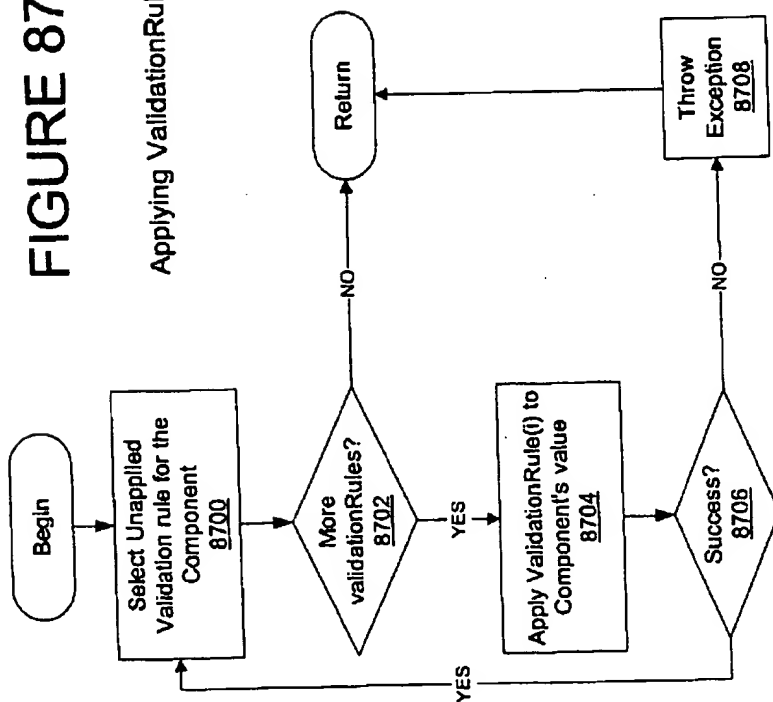 FIGURE 87
Applying ValidationRul
Begin
Select Unapplied
Validation rule for the
Component
8700
More
validationRules?
8702
NO
Return
YES
Apply ValidationRule(i) to
Component's value
8704
Success?
8706
NO
Throw
Exception
8708
YES